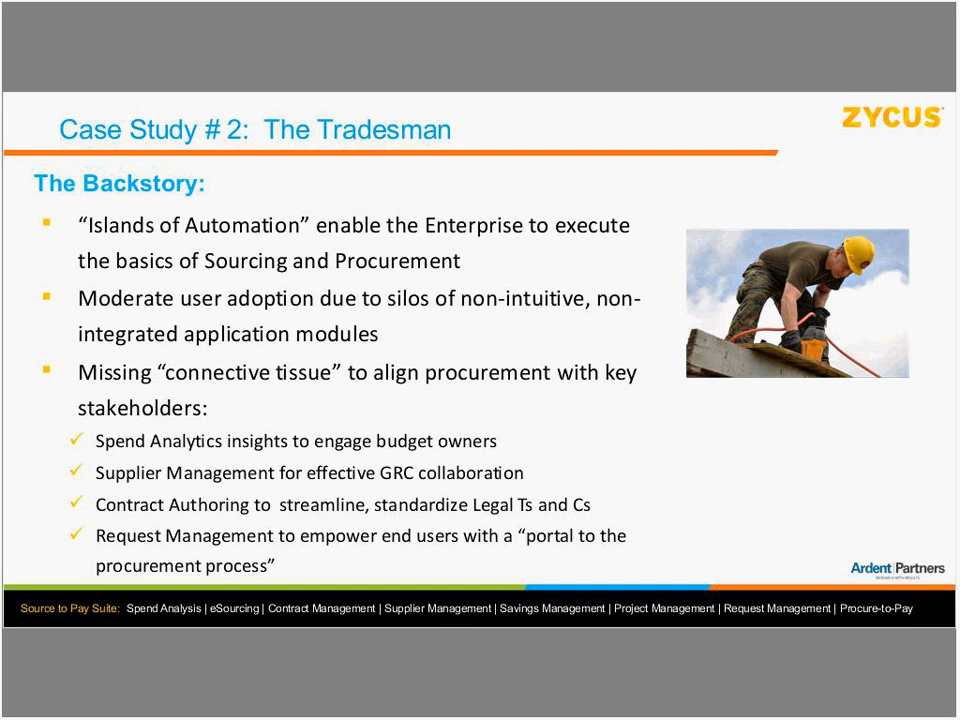 Case Study # 2:  The Tradesman
ZYCUS
The Backstory:
“Islands of Automation” enable the Enterprise to execute
the basics of Sourcing and Procurement
Moderate user adoption due to silos of non-intuitive, non-
integrated application modules
Missing “connective tissue” to align procurement with key
stakeholders:
Spend Analytics insights to engage budget owners
Supplier Management for effective GRC collaboration
Contract Authoring to  streamline, standardize Legal Ts and Cs
Request Management to empower end users with a “portal to the
procurement process”
Ardent|Partners
RESEARCH WITH RESULTS
Source to Pay Suite:  Spend Analysis | eSourcing | Contract Management | Supplier Management | Savings Management | Project Management | Request Management | Procure-to-Pay